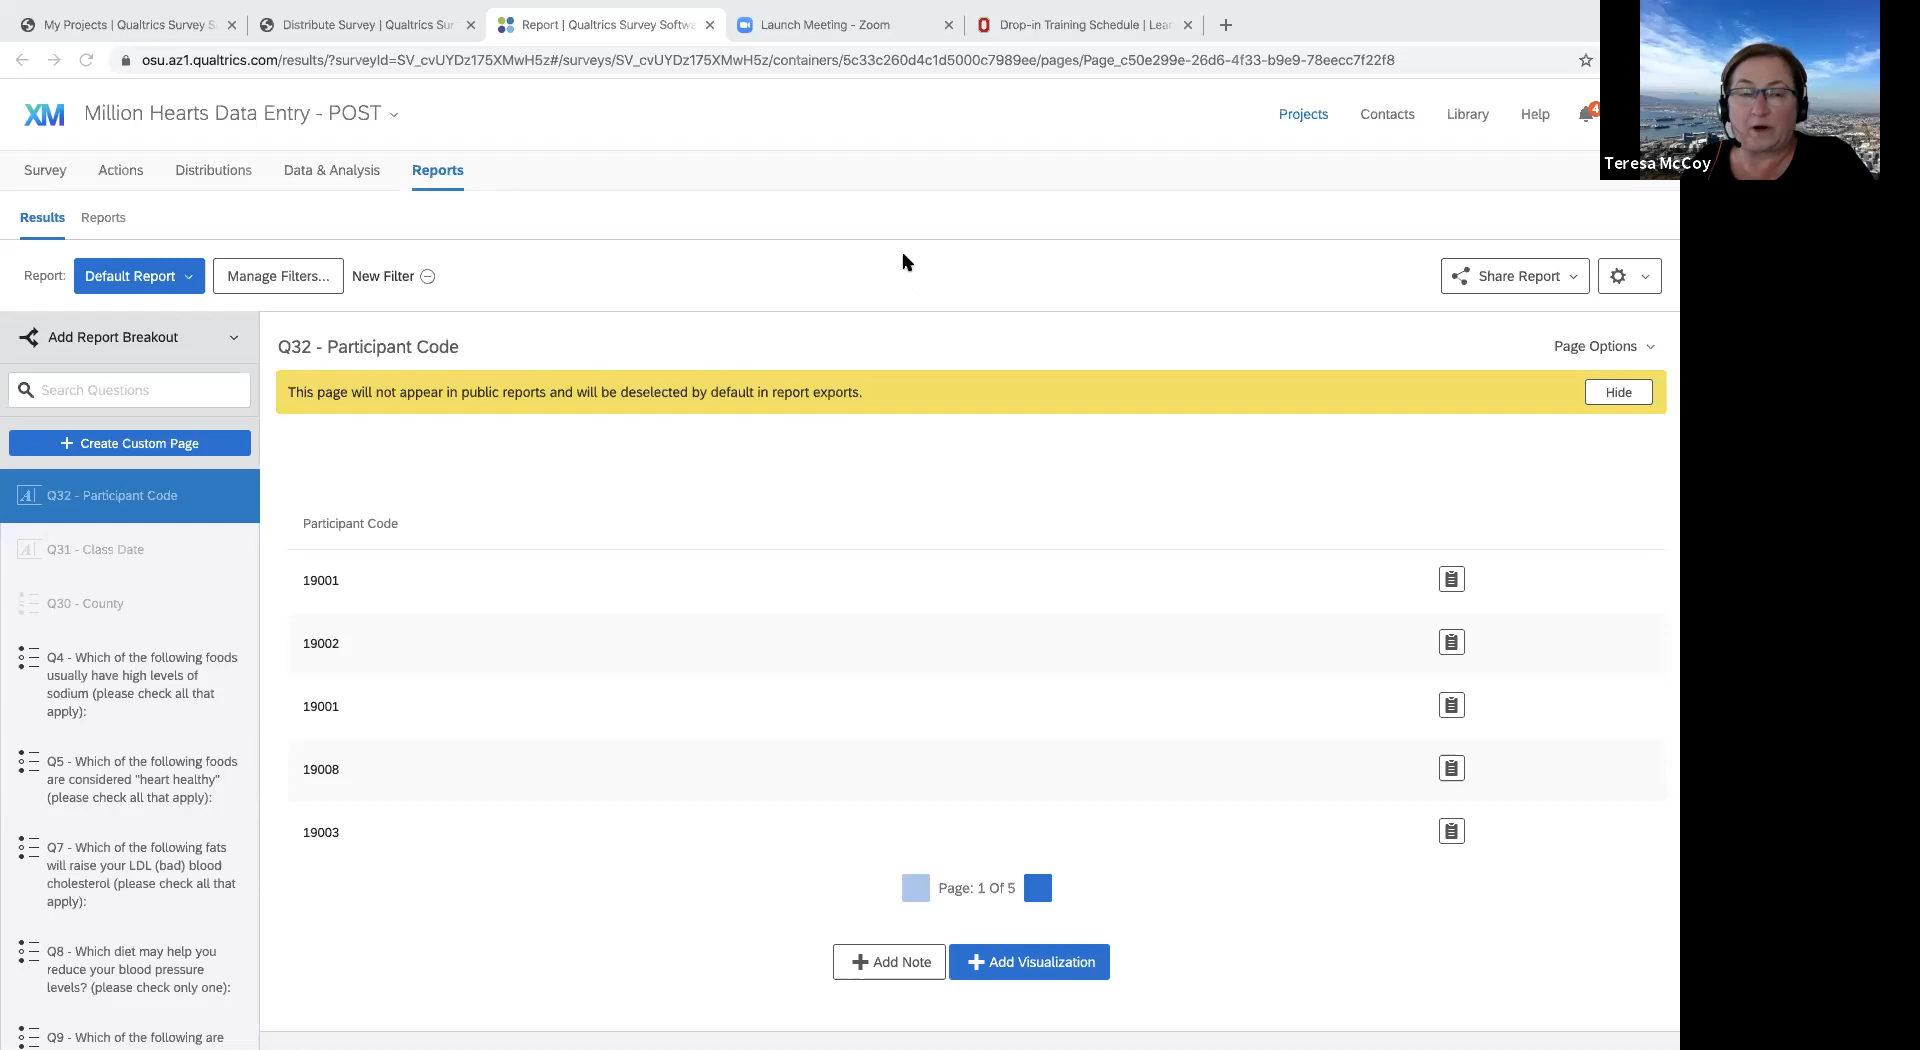 My Projects | Qualtrics Survey S
Distribute Survey | Qualtrics Sur
Report | Qualtrics Survey Softwa
Launch Meeting - Zoom
Drop-in Training Schedule | Lear
osu.az1.qualtrics.com/results/?surveyId=SV_cvUYDz175XMwH5z#/surveys/SV_cvUYDz175XMwH5z/containers/5c33c260d4c1d5000c7989ee/pages/Page_c50e299e-26d6-4f33-b9e9-78eecc7f22f8
XM
Million Hearts Data Entry - POST
Projects
Contacts
Library
Help
4
Teresa McCoy
Survey
Actions
Distributions
Data & Analysis
Reports
Results
Reports
Report:
Default Report
Manage Filters...
New Filter
Share Report
Add Report Breakout
Search Questions
Create Custom Page
Q32 - Participant Code
Q31 - Class Date
Q30 - County
Q4 - Which of the following foods
usually have high levels of
sodium (please check all that
apply):
Q5 - Which of the following foods
are considered "heart healthy"
(please check all that apply):
Q7 - Which of the following fats
will raise your LDL (bad) blood
cholesterol (please check all that
apply):
Q8 - Which diet may help you
reduce your blood pressure
levels? (please check only one):
Q9 - Which of the following are
Q32 - Participant Code
Page Options
This page will not appear in public reports and will be deselected by default in report exports.
Hide
Participant Code
19001
19002
19001
19008
19003
Page: 1 Of 5
Add Note
Add Visualization